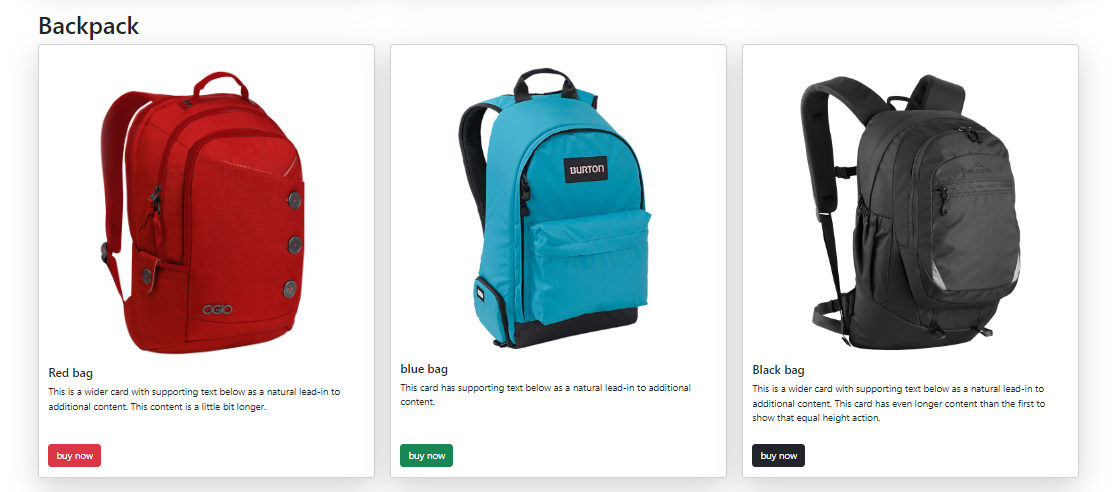 Backpack
BURTON
OGIO
Red bag
This is a wider card with supporting text below as a natural lead-in to
additional content. This content is a little bit longer.
buy now
blue bag
This card has supporting text below as a natural lead-in to additional
content.
buy now
Black bag
This is a wider card with supporting text below as a natural lead-in to
additional content. This card has even longer content than the first to
show that equal height action.
buy now